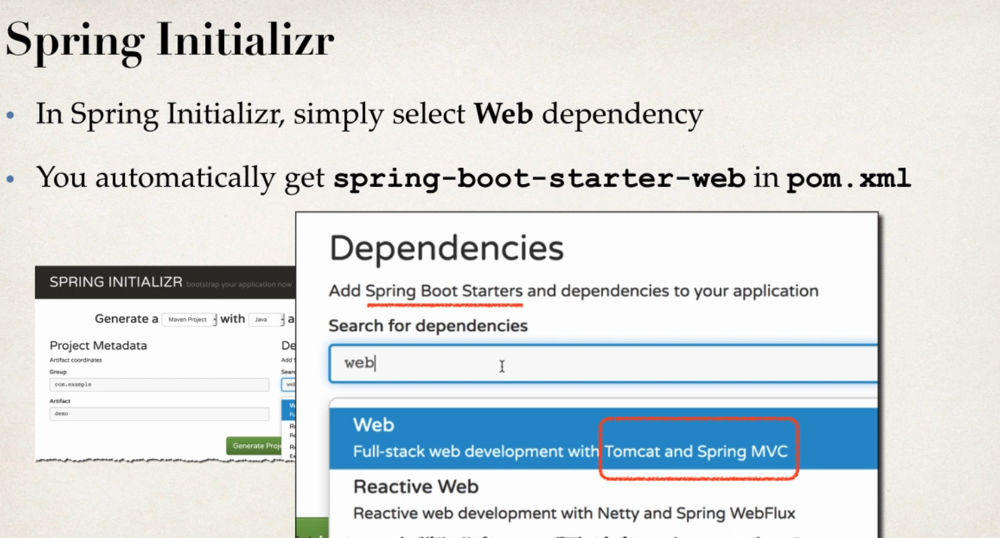 Spring Initializr
• In Spring Initializr, simply select Web dependency
• You automatically get spring-boot-starter-web in pom.xml
SPRING INITIALIZR bootstrap your application now
Generate a Maven Project with Java a
Project Metadata
Artifact coordinates
Group
com.example
Artifact
demo
Generate Proj
De
Add S
Searc
web
Dependencies
Add Spring Boot Starters and dependencies to your application
Search for dependencies
web
Web
Full-stack web development with Tomcat and Spring MVC
Reactive Web
Reactive web development with Netty and Spring WebFlux